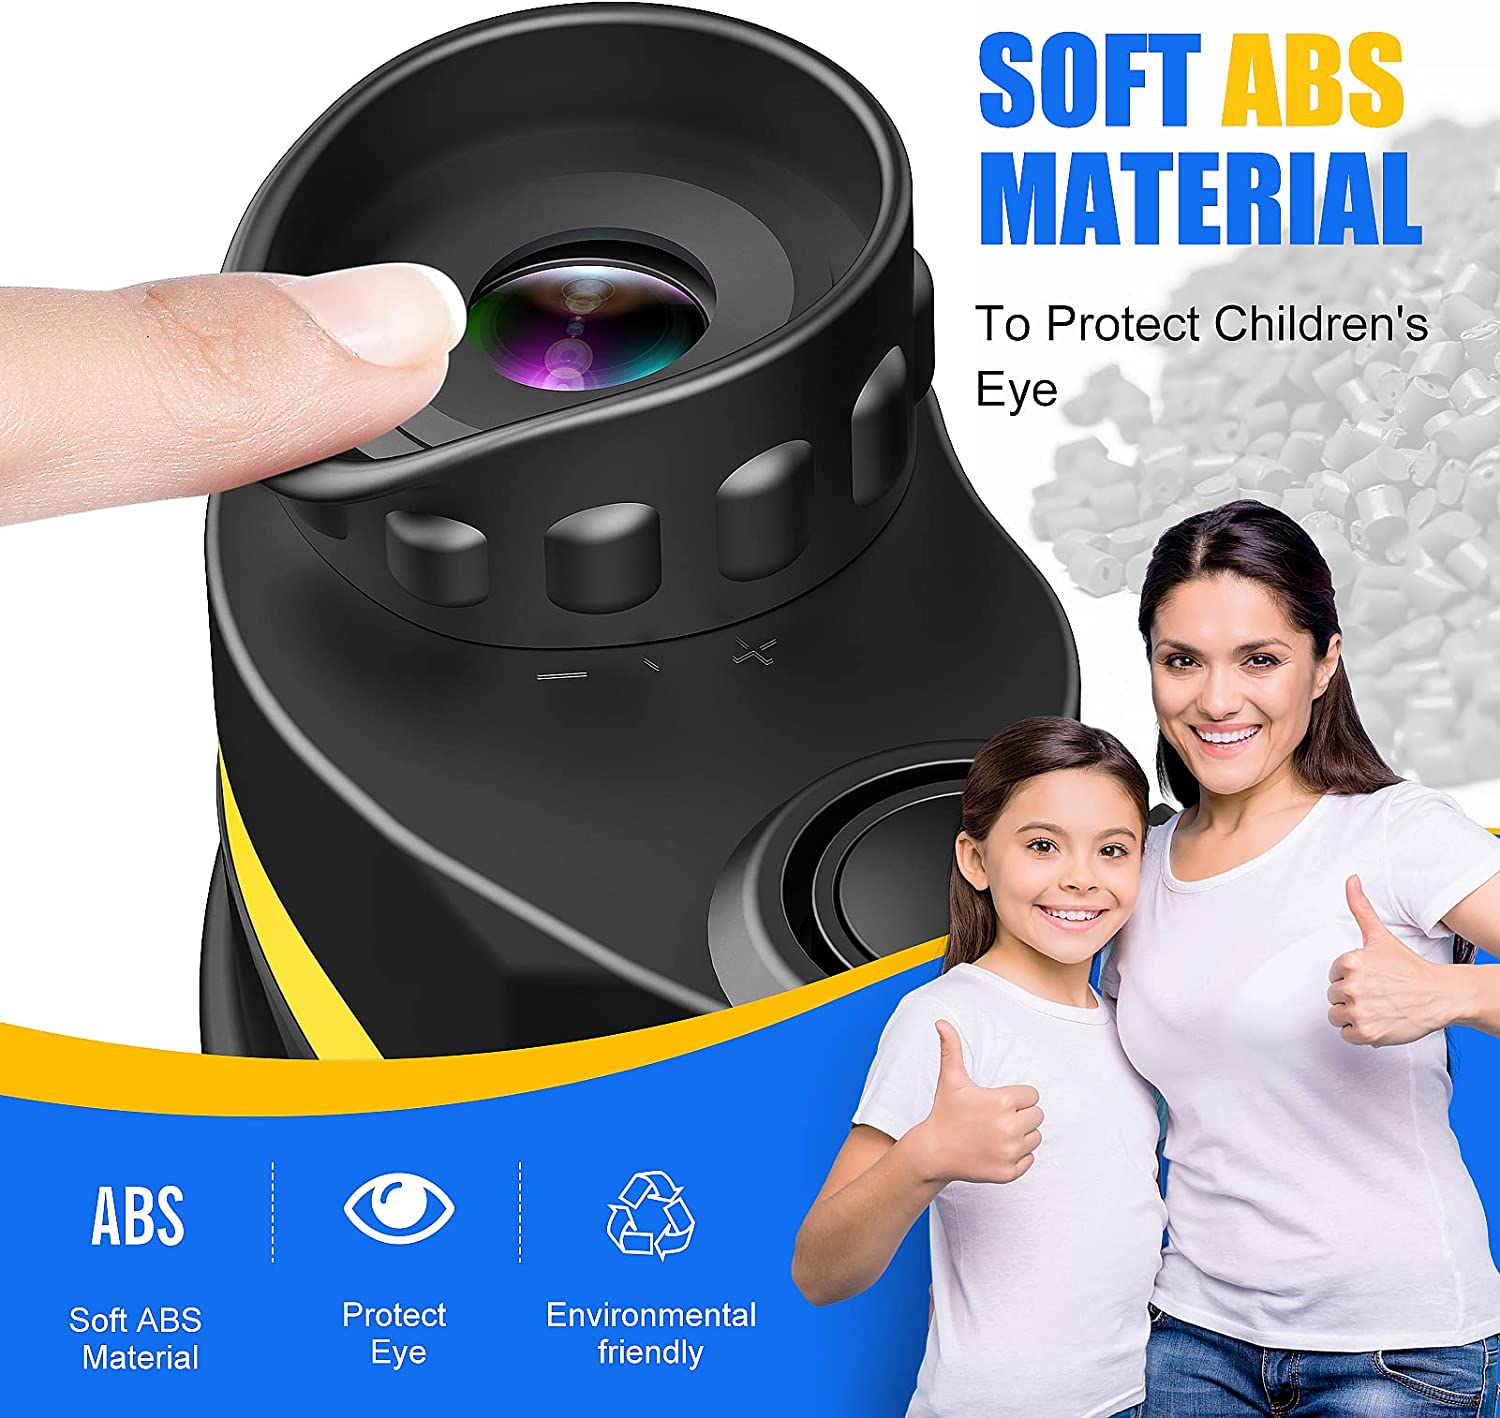 SOFT ABS
MATERIAL
To Protect Children's
Eye
ABS
Soft ABS
Material
Protect
Eye
Environmental
friendly